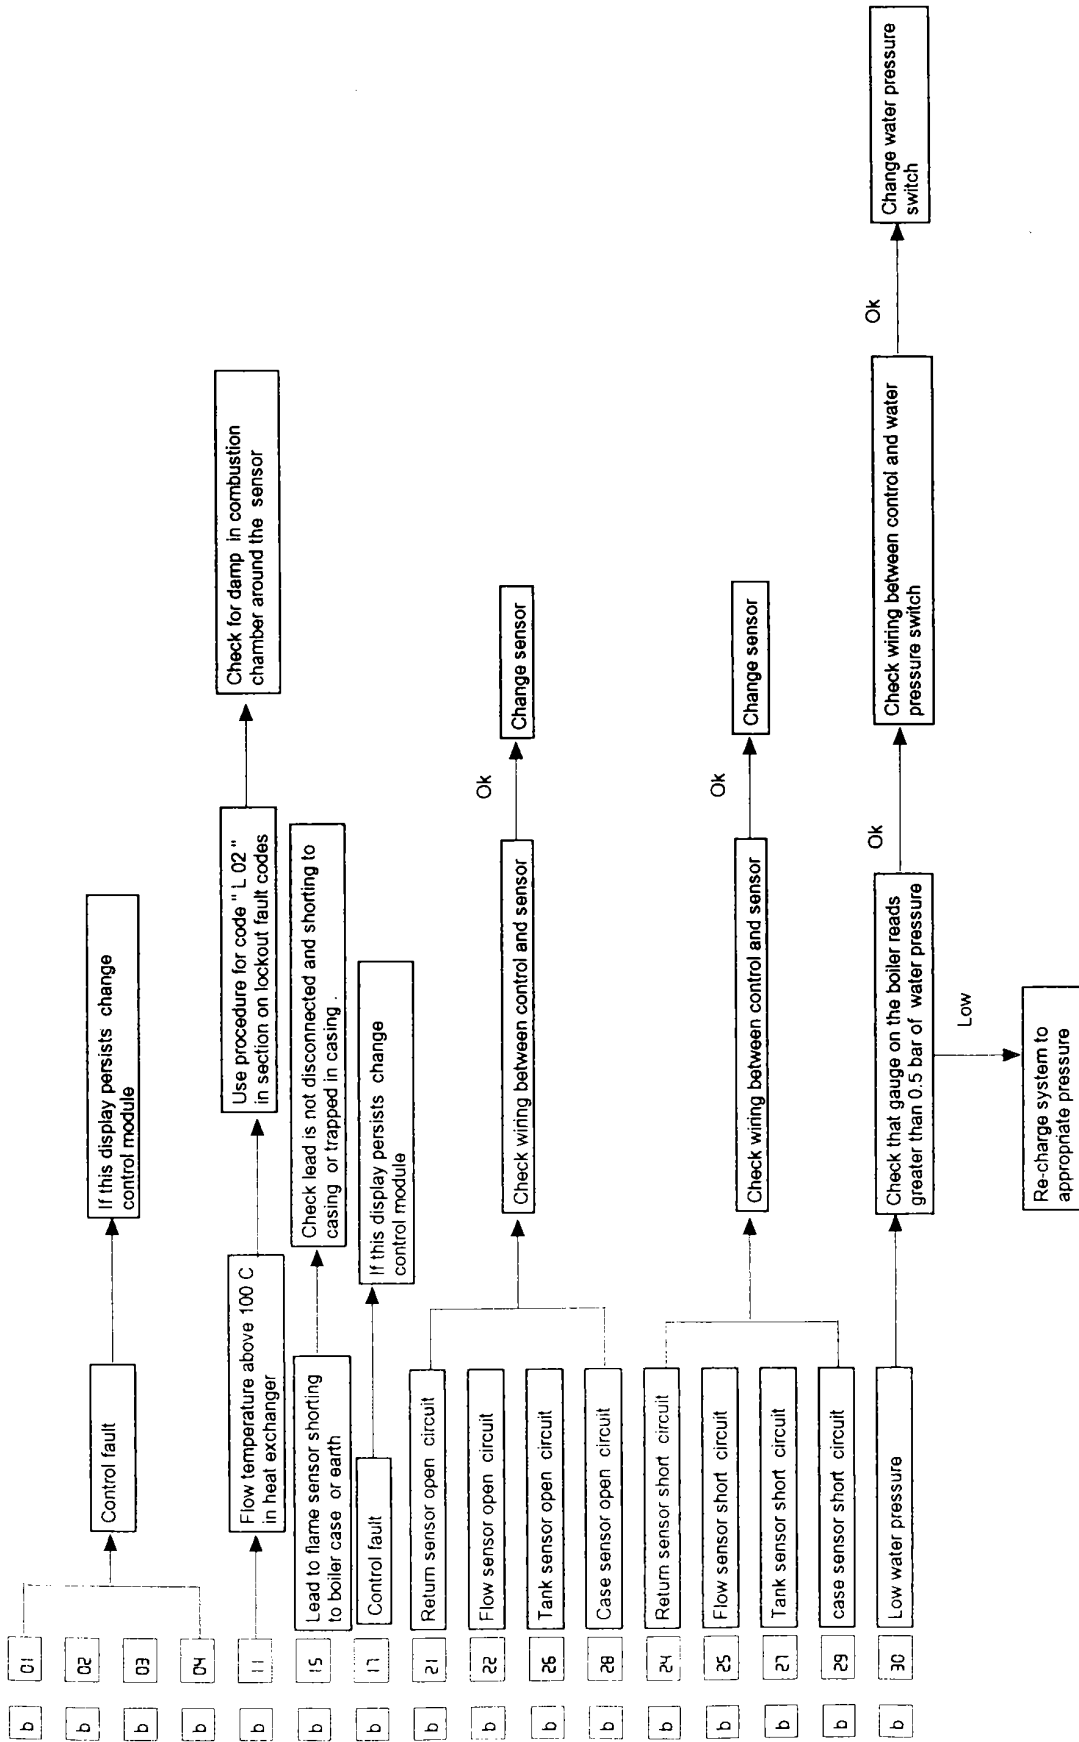 b 01
b 02
b 03
b 04
Control fault
If this display persists change
control module
b 11
Flow temperature above 100 C
in heat exchanger
Use procedure for code " L 02 "
in section on lockout fault codes
Check for damp in combustion
chamber around the sensor
b 15
Lead to flame sensor shorting
to boiler case or earth
Check lead is not disconnected and shorting to
casing or trapped in casing .
b 17
Control fault
If this display persists change
control module
b 21
Return sensor open circuit
b 22
Flow sensor open circuit
b 26
Tank sensor open circuit
b 28
Case sensor open circuit
Check wiring between control and sensor
Ok
Change sensor
b 24
Return sensor short circuit
b 25
Flow sensor short circuit
b 27
Tank sensor short circuit
b 29
case sensor short circuit
Check wiring between control and sensor
Ok
Change sensor
b 30
Low water pressure
Check that gauge on the boiler reads
greater than 0.5 bar of water pressure
Ok
Check wiring between control and water
pressure switch
Ok
Change water pressure
switch
Low
Re-charge system to
appropriate pressure